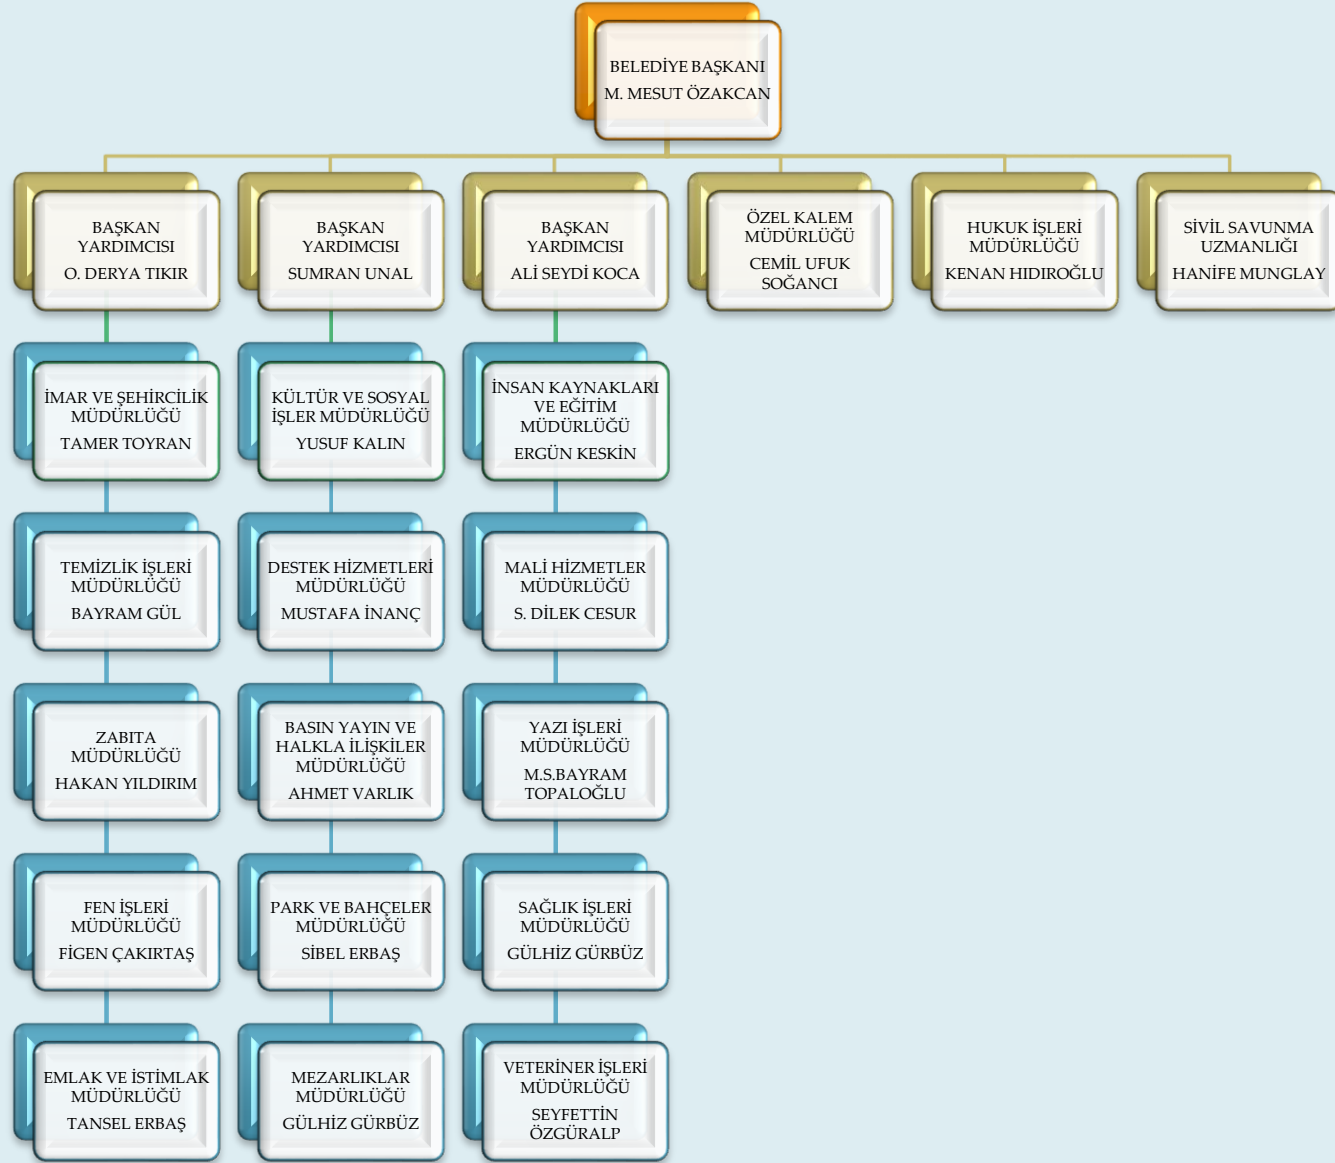 BELEDİYE BAŞKANI
M. MESUT ÖZAKCAN
BAŞKAN
YARDIMCISI
O. DERYA TIKIR
BAŞKAN
YARDIMCISI
SUMRAN UNAL
BAŞKAN
YARDIMCISI
ALİ SEYDİ KOCA
ÖZEL KALEM
MÜDÜRLÜĞÜ
CEMİL UFUK
SOĞANCI
HUKUK İŞLERİ
MÜDÜRLÜĞÜ
KENAN HIDIROĞLU
SİVİL SAVUNMA
UZMANLIĞI
HANİFE MUNGLAY
İMAR VE ŞEHİRCİLİK
MÜDÜRLÜĞÜ
TAMER TOYRAN
KÜLTÜR VE SOSYAL
İŞLER MÜDÜRLÜĞÜ
YUSUF KALIN
İNSAN KAYNAKLARI
VE EĞİTİM
MÜDÜRLÜĞÜ
ERGÜN KESKİN
TEMİZLİK İŞLERİ
MÜDÜRLÜĞÜ
BAYRAM GÜL
DESTEK HİZMETLERİ
MÜDÜRLÜĞÜ
MUSTAFA İNANÇ
MALİ HİZMETLER
MÜDÜRLÜĞÜ
S. DİLEK CESUR
ZABITA
MÜDÜRLÜĞÜ
HAKAN YILDIRIM
BASIN YAYIN VE
HALKLA İLİŞKİLER
MÜDÜRLÜĞÜ
AHMET VARLIK
YAZI İŞLERİ
MÜDÜRLÜĞÜ
M.S.BAYRAM
TOPALOĞLU
FEN İŞLERİ
MÜDÜRLÜĞÜ
FİGEN ÇAKIRTAŞ
PARK VE BAHÇELER
MÜDÜRLÜĞÜ
SİBEL ERBAŞ
SAĞLIK İŞLERİ
MÜDÜRLÜĞÜ
GÜLHİZ GÜRBÜZ
EMLAK VE İSTİMLAK
MÜDÜRLÜĞÜ
TANSEL ERBAŞ
MEZARLIKLAR
MÜDÜRLÜĞÜ
GÜLHİZ GÜRBÜZ
VETERİNER İŞLERİ
MÜDÜRLÜĞÜ
SEYFETTİN
ÖZGÜRALP